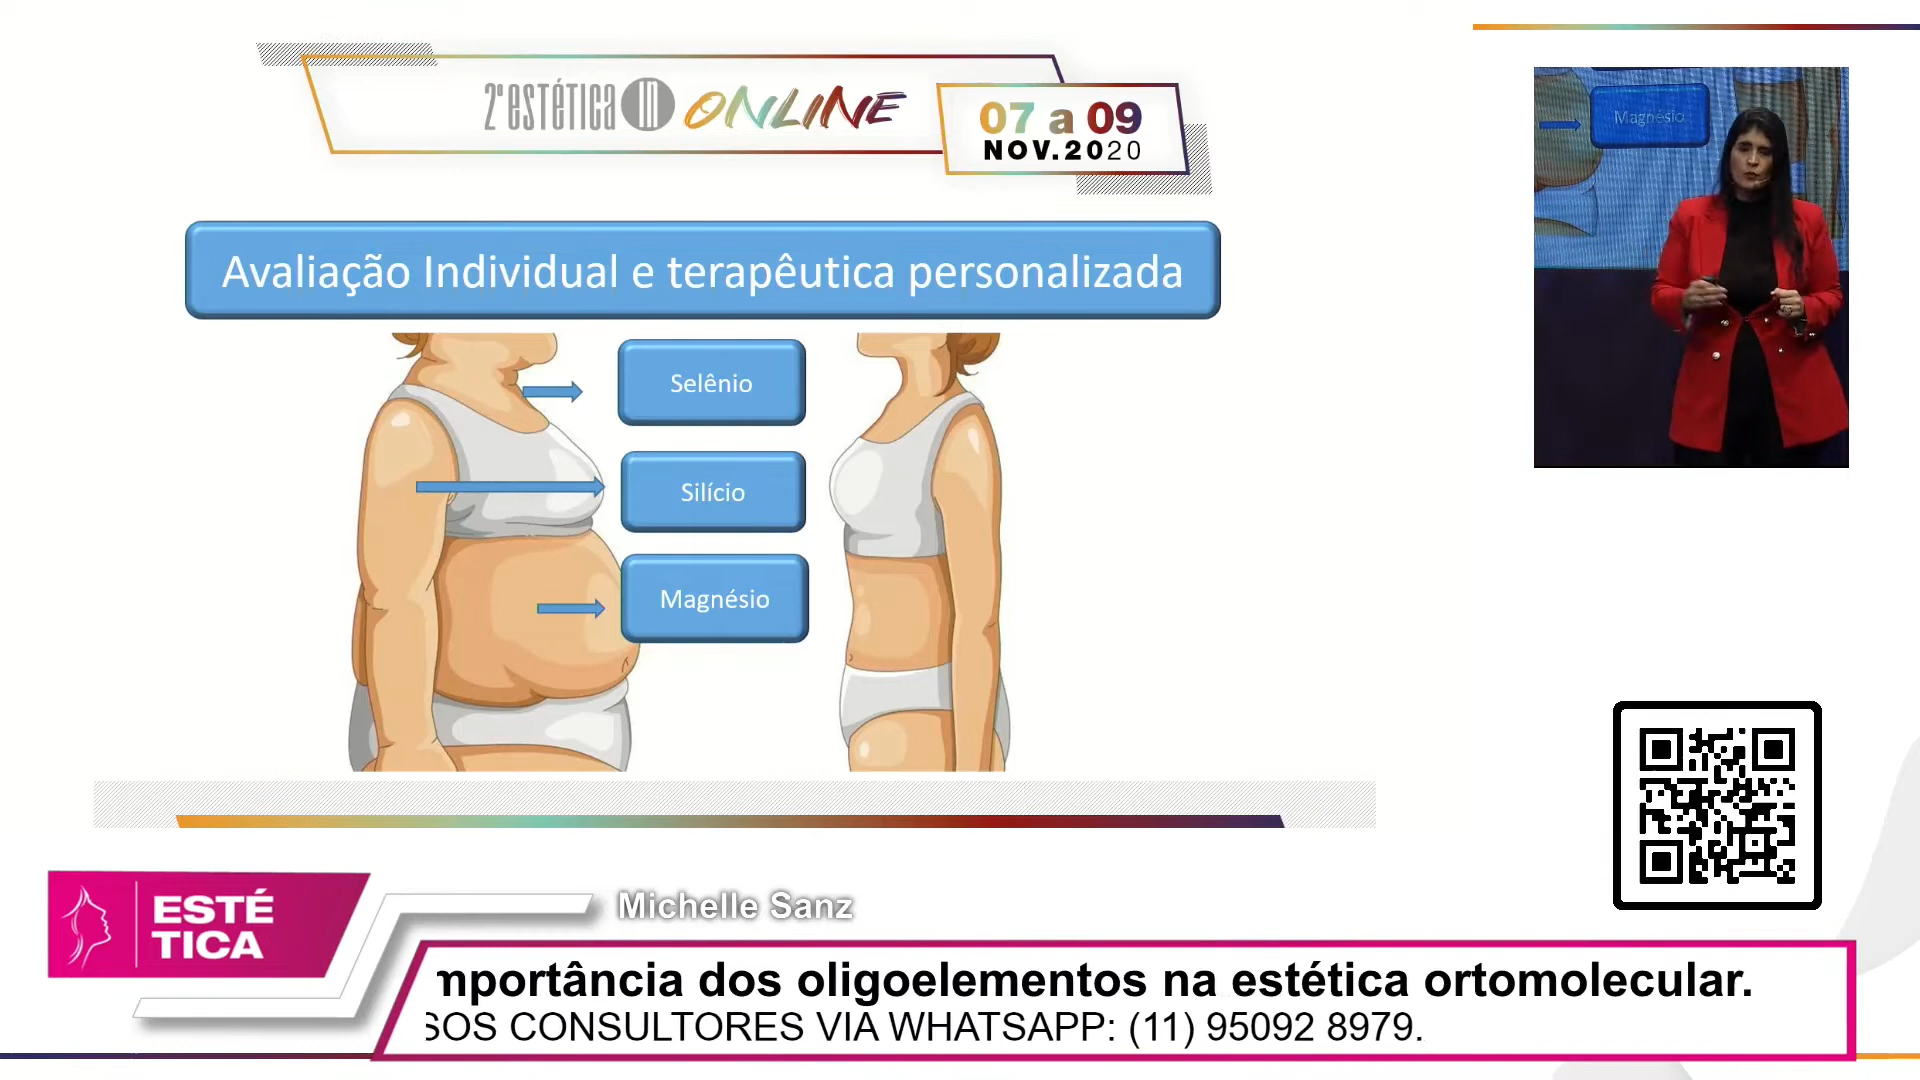 2ª estética IN ONLINE
07 a 09
NOV.2020
Magnésio
Avaliação Individual e terapêutica personalizada
Selênio
Silício
Magnésio
ESTÉ
TICA
Michelle Sanz
mportância dos oligoelementos na estética ortomolecular.
SOS CONSULTORES VIA WHATSAPP: (11) 95092 8979.